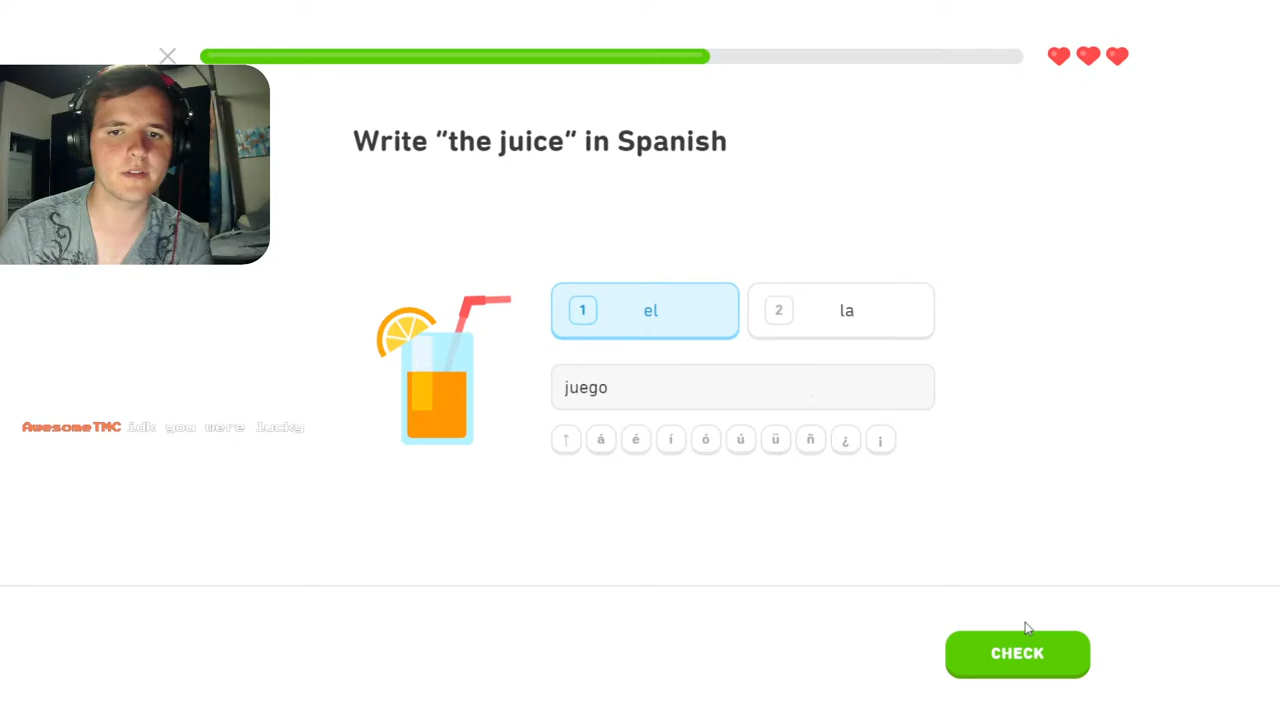 Write "the juice" in Spanish
1 el
2 la
juego
↑ á é í ó ú ü ñ ¿ ¡
AwesomeTMC idk you were lucky
CHECK